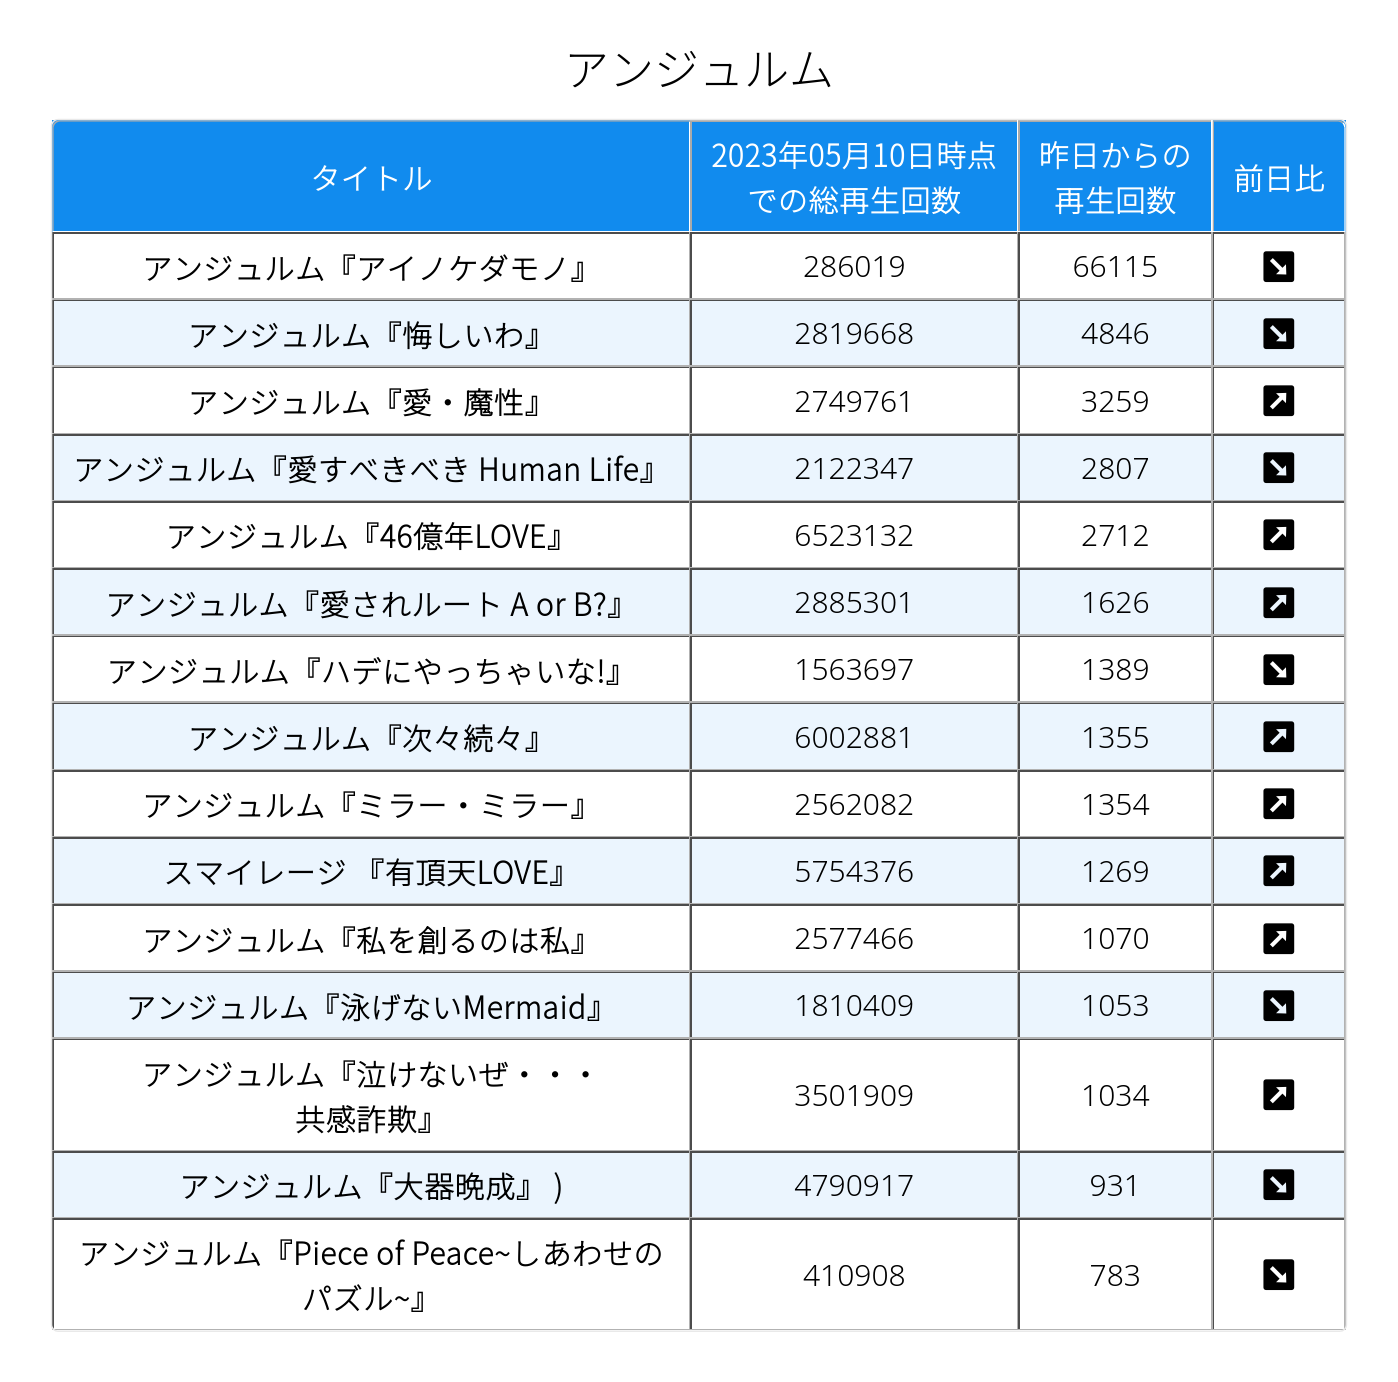 アンジュルム
タイトル
2023年05月10日時点
での総再生回数
昨日からの
再生回数
前日比
アンジュルム『アイノケダモノ』 286019 66115
アンジュルム『悔しいわ』 2819668 4846
アンジュルム『愛・魔性』 2749761 3259
アンジュルム『愛すべきべき Human Life』 2122347 2807
アンジュルム『46億年LOVE』 6523132 2712
アンジュルム『愛されルート A or B?』 2885301 1626
アンジュルム『ハデにやっちゃいな!』 1563697 1389
アンジュルム『次々続々』 6002881 1355
アンジュルム『ミラー・ミラー』 2562082 1354
スマイレージ 『有頂天LOVE』 5754376 1269
アンジュルム『私を創るのは私』 2577466 1070
アンジュルム『泳げないMermaid』 1810409 1053
アンジュルム『泣けないぜ・・・
共感詐欺』 3501909 1034
アンジュルム『大器晩成』 ) 4790917 931
アンジュルム『Piece of Peace~しあわせの
パズル~』 410908 783